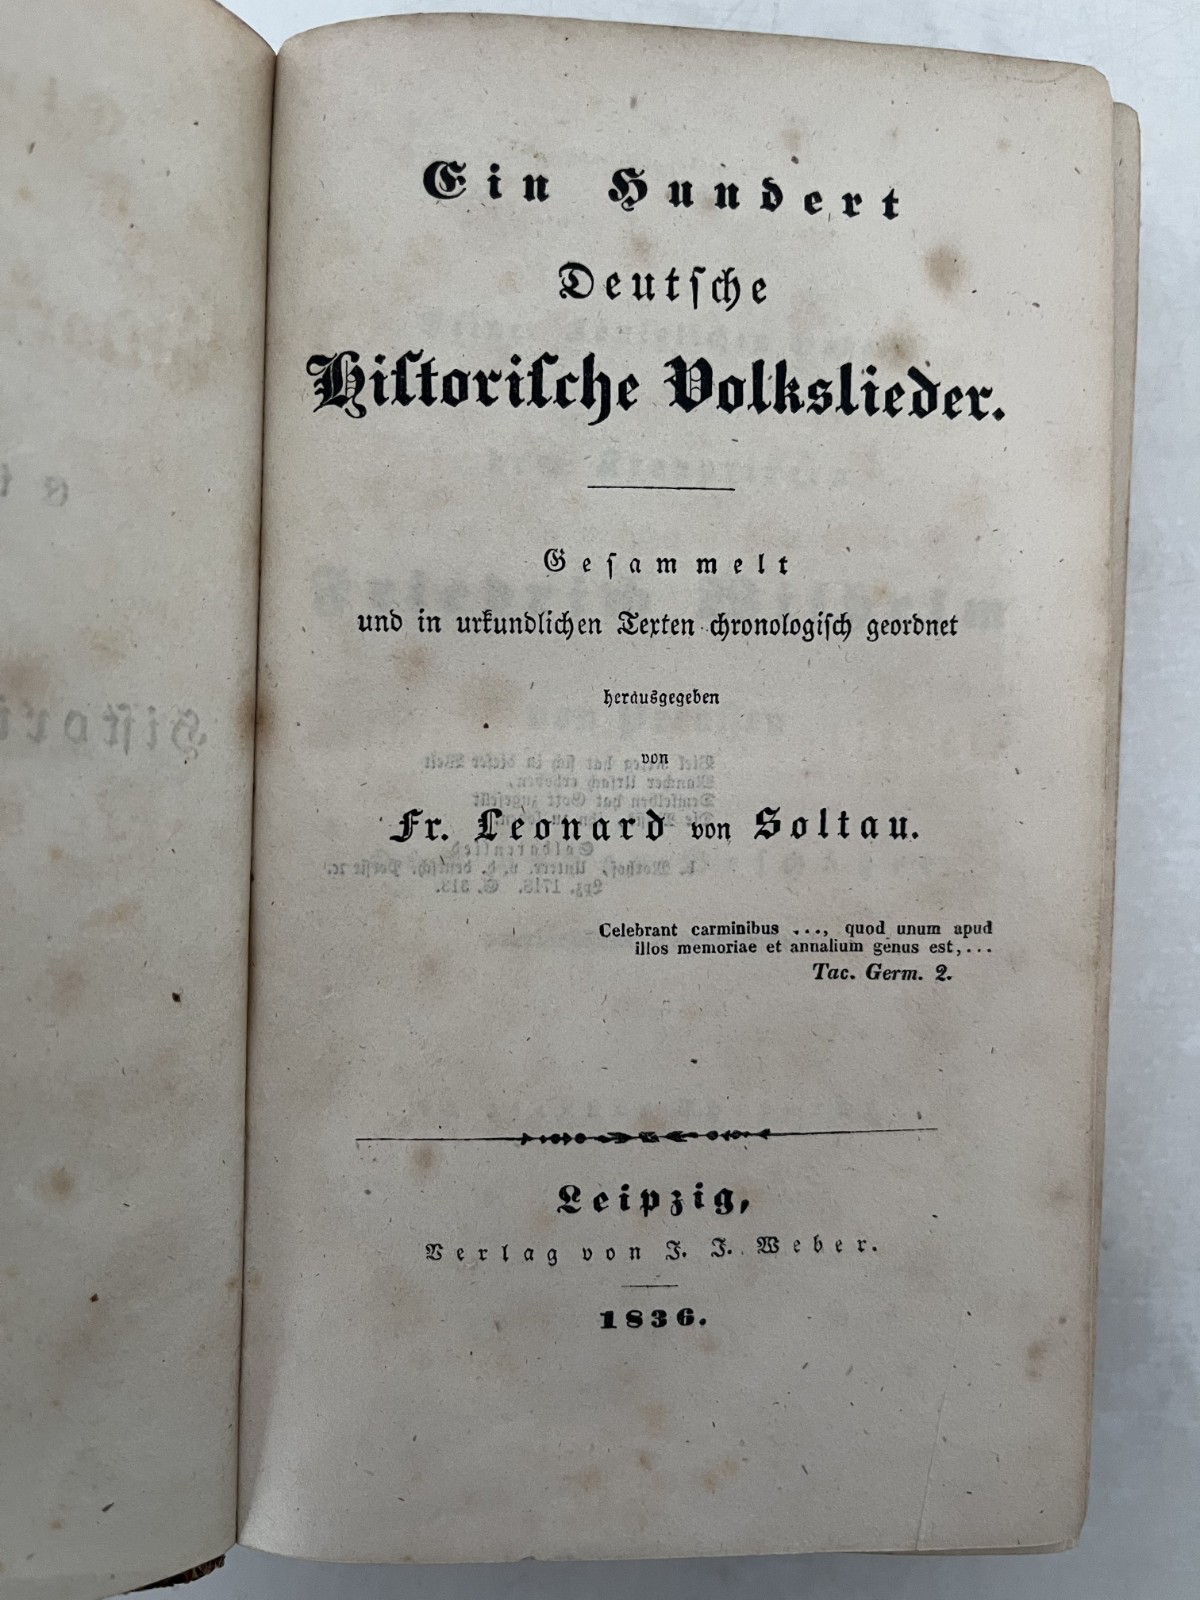 Ein Hundert
Deutſche
Hiſtoriſche Volkslieder.
Geſammelt
und in urkundlichen Texten chronologiſch geordnet
herausgegeben
von
Fr. Leonard von Soltau.
Celebrant carminibus ..., quod unum apud
illos memoriae et annalium genus est,...
Tac. Germ. 2.
Leipzig,
Verlag von J. J. Weber.
1836.